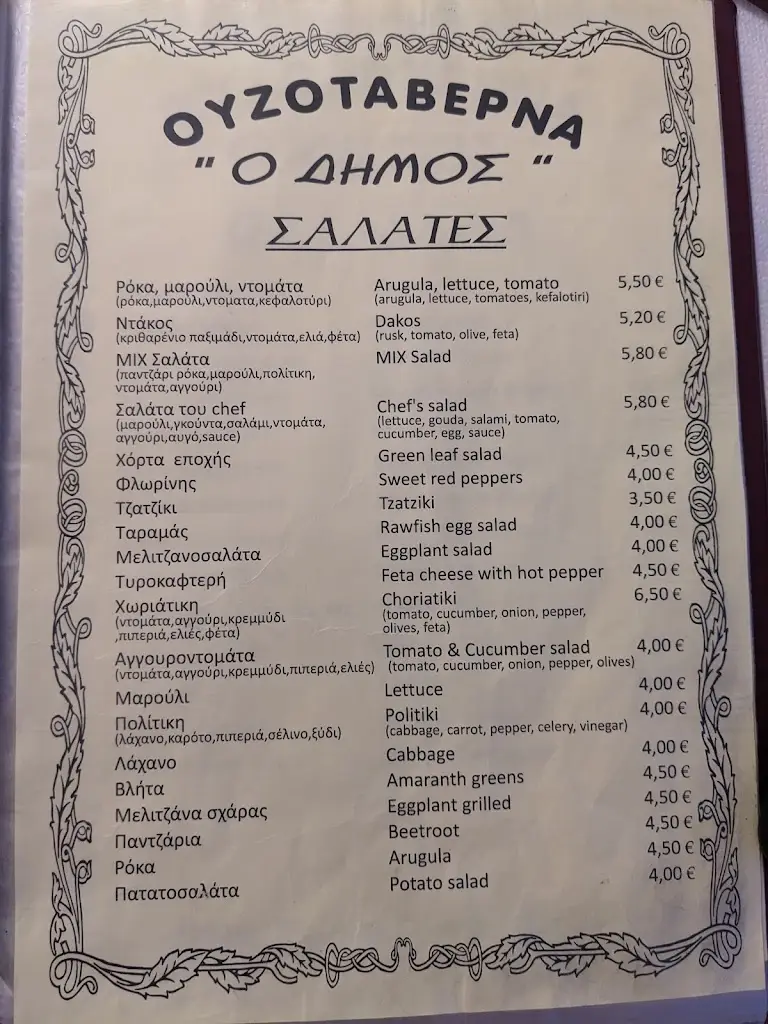 ΟΥΖΟΤΑΒΕΡΝΑ
" Ο ΔΗΜΟΣ "
ΣΑΛΑΤΕΣ
Ρόκα, μαρούλι, ντομάτα Arugula, lettuce, tomato 5,50 €
(ρόκα,μαρούλι,ντοματα,κεφαλοτύρι) (arugula, lettuce, tomatoes, kefalotiri)
Ντάκος Dakos 5,20 €
(κριθαρένιο παξιμάδι,ντομάτα,ελιά,φέτα) (rusk, tomato, olive, feta)
ΜΙΧ Σαλάτα MIX Salad 5,80 €
(παντζάρι ρόκα,μαρούλι,πολίτικη,
ντομάτα,αγγούρι)
Σαλάτα του chef Chef's salad 5,80 €
(μαρούλι,γκούντα,σαλάμι,ντομάτα, (lettuce, gouda, salami, tomato,
αγγούρι,αυγό,sauce) cucumber, egg, sauce)
Χόρτα εποχής Green leaf salad 4,50 €
Φλωρίνης Sweet red peppers 4,00 €
Τζατζίκι Tzatziki 3,50 €
Ταραμάς Rawfish egg salad 4,00 €
Μελιτζανοσαλάτα Eggplant salad 4,00 €
Τυροκαφτερή Feta cheese with hot pepper 4,50 €
Χωριάτικη Choriatiki 6,50 €
(ντομάτα,αγγούρι,κρεμμύδι (tomato, cucumber, onion, pepper,
,πιπεριά,ελιές,φέτα) olives, feta)
Αγγουροντομάτα Tomato & Cucumber salad 4,00 €
(ντομάτα,αγγούρι,κρεμμύδι,πιπεριά,ελιές) (tomato, cucumber, onion, pepper, olives)
Μαρούλι Lettuce 4,00 €
Πολίτικη Politiki 4,00 €
(λάχανο,καρότο,πιπεριά,σέλινο,ξύδι) (cabbage, carrot, pepper, celery, vinegar)
Λάχανο Cabbage 4,00 €
Βλήτα Amaranth greens 4,50 €
Μελιτζάνα σχάρας Eggplant grilled 4,50 €
Παντζάρια Beetroot 4,50 €
Ρόκα Arugula 4,50 €
Πατατοσαλάτα Potato salad 4,00 €